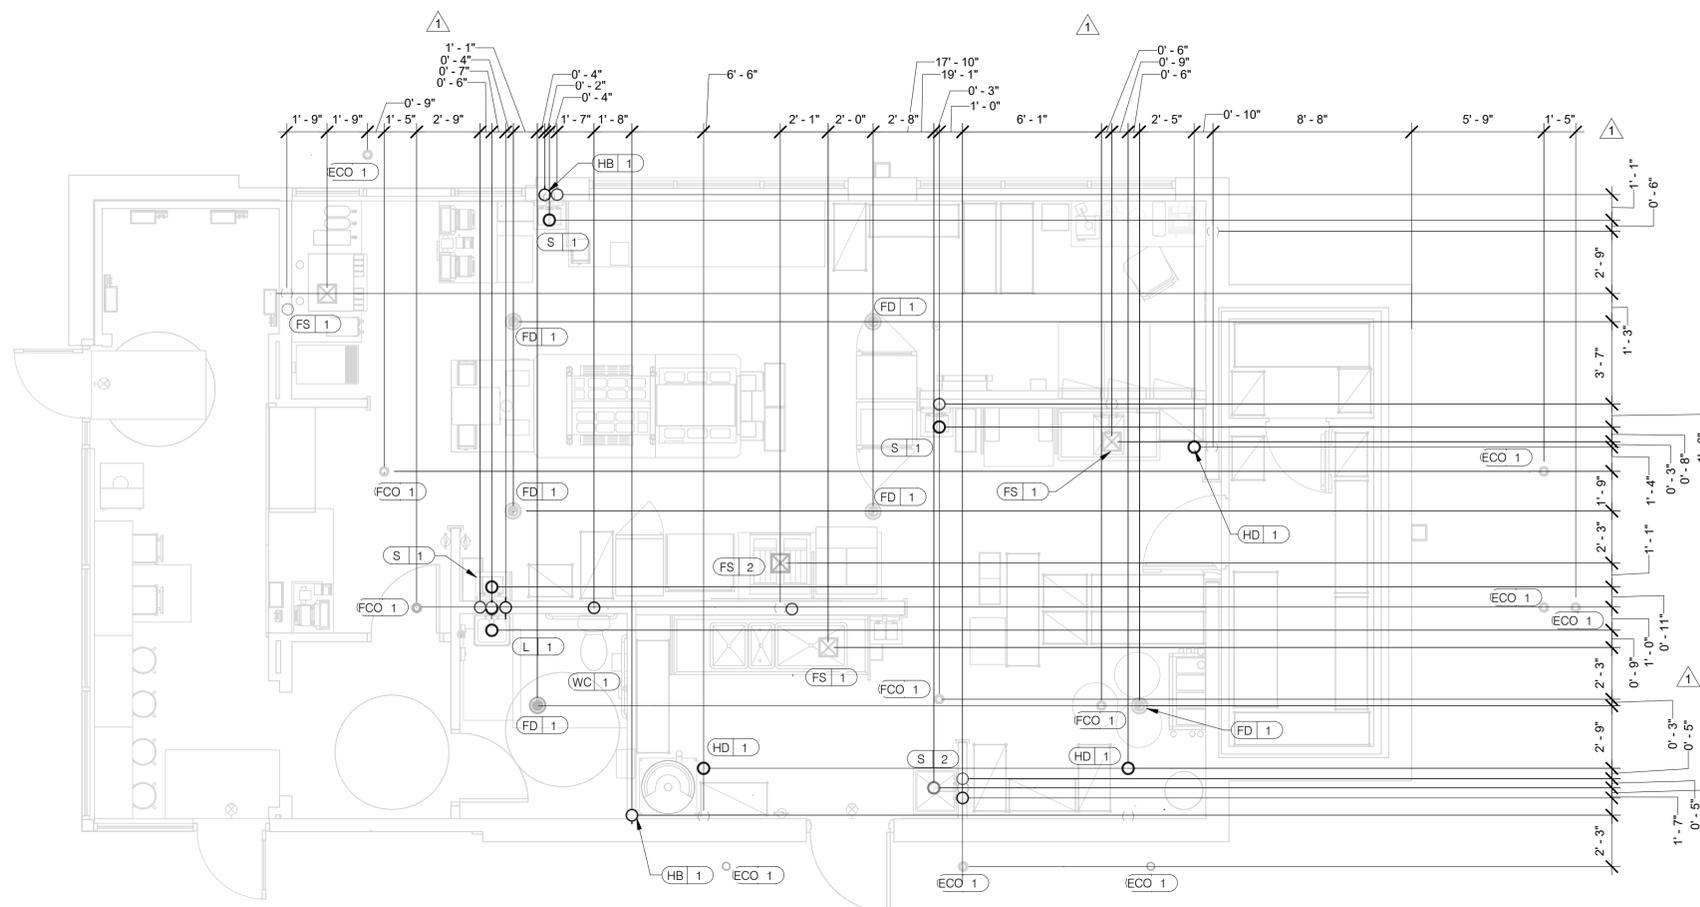 1
1
1' - 1"
0' - 4"
0' - 7"
0' - 6"
0' - 4"
0' - 2"
0' - 4"
6' - 6"
17' - 10"
19' - 1"
0' - 3"
1' - 0"
0' - 6"
0' - 9"
0' - 6"
0' - 9"
0' - 10"
1' - 9"
1' - 9"
1' - 5"
2' - 9"
1' - 7"
1' - 8"
2' - 1"
2' - 0"
2' - 8"
6' - 1"
2' - 5"
8' - 8"
5' - 9"
1' - 5"
1
ECO 1
HB 1
1' - 1"
0' - 6"
S 1
2' - 9"
FS 1
FD 1
FD 1
1' - 3"
3' - 7"
S 1
ECO 1
0' - 8"
0' - 3"
1' - 4"
1' - 9"
FCO 1
FD 1
FD 1
FS 1
HD 1
2' - 3"
1' - 1"
S 1
FS 2
FCO 1
ECO 1
ECO 1
0' - 11"
1' - 0"
0' - 9"
L 1
WC 1
FS 1
FCO 1
2' - 3"
1
FD 1
FCO 1
FD 1
0' - 5"
0' - 3"
2' - 9"
HD 1
S 2
HD 1
0' - 5"
1' - 7"
2' - 3"
HB 1
ECO 1
ECO 1
ECO 1